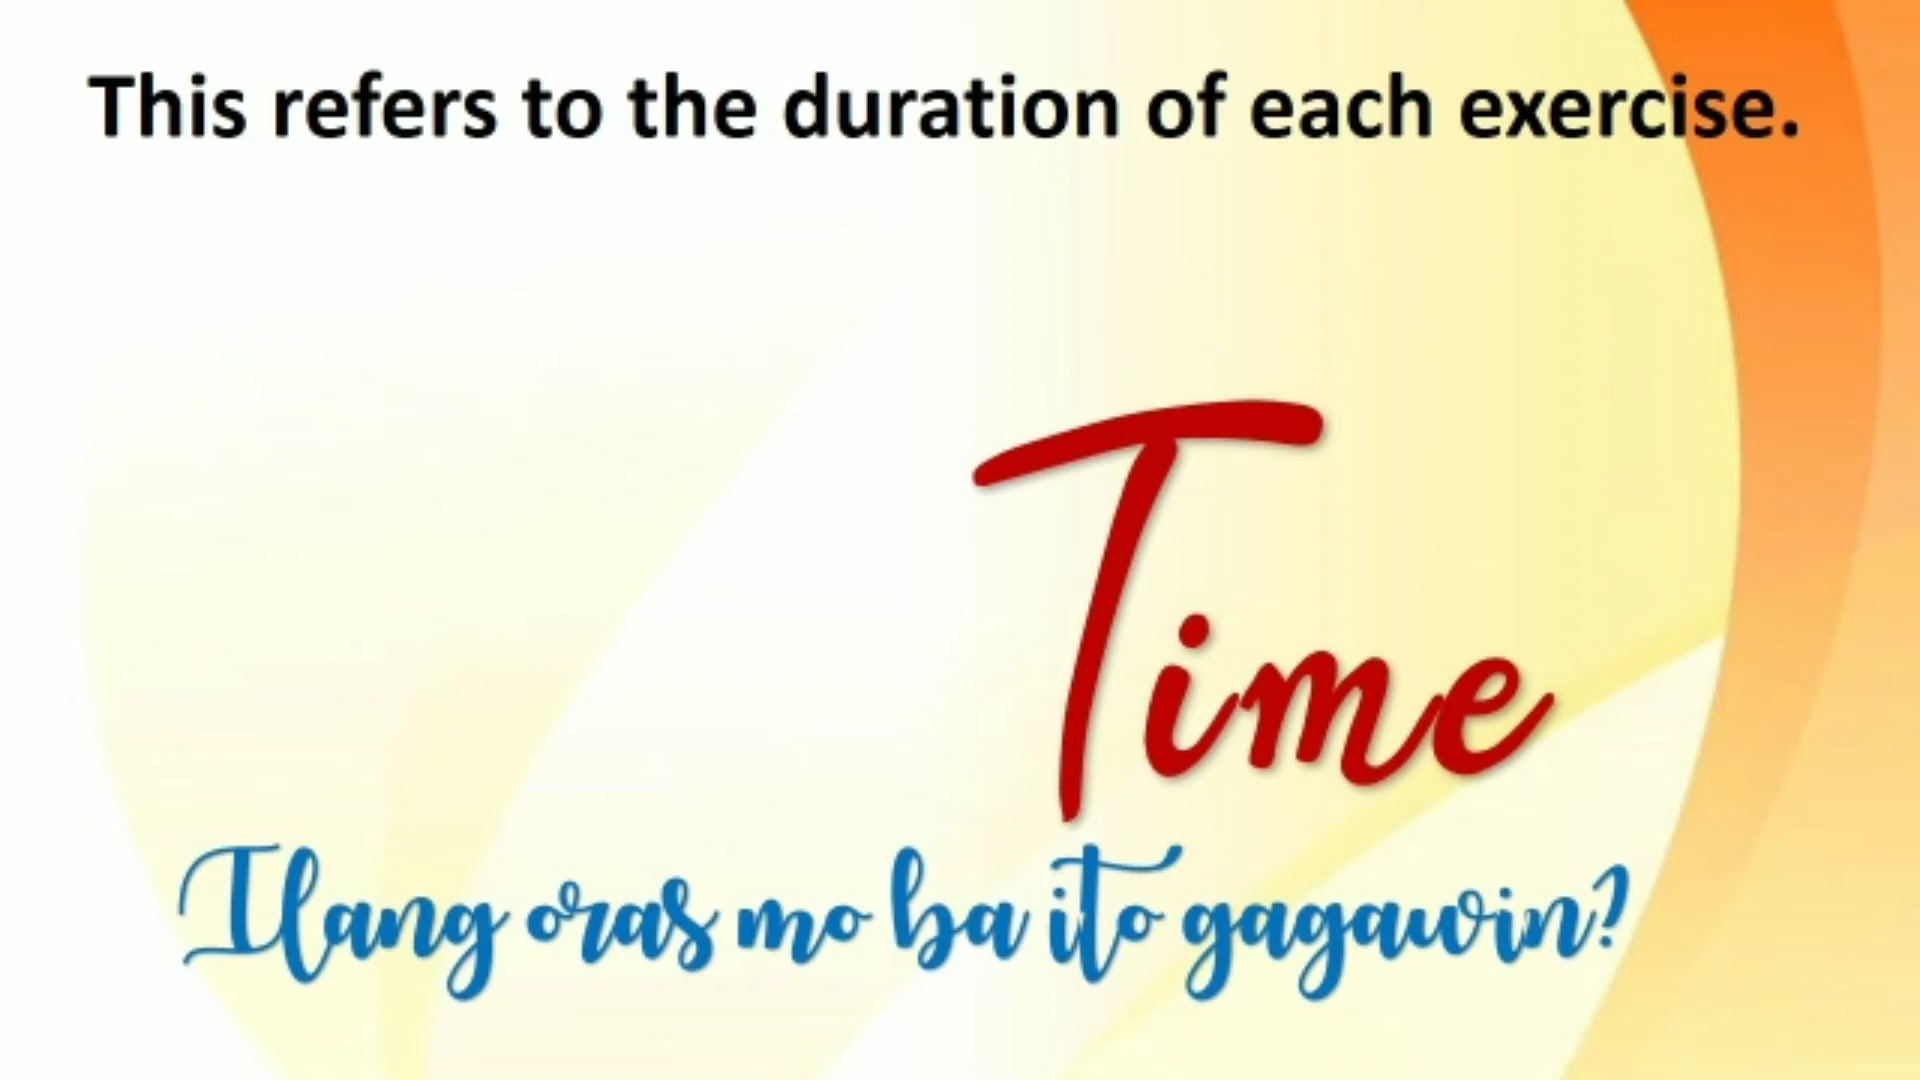 This refers to the duration of each exercise.
Time
Ilang oras mo ba ito gagawin?